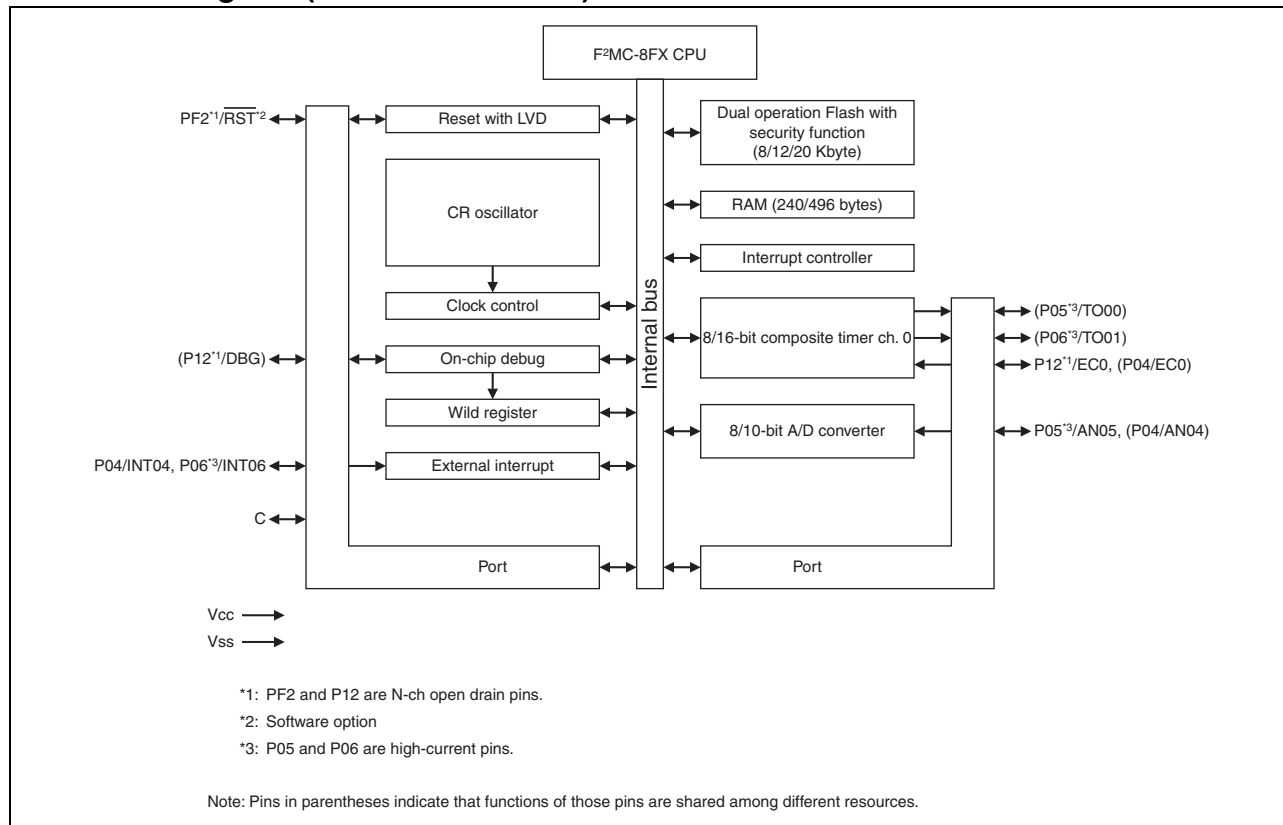 F²MC-8FX CPU
PF2*1/RST*2
Reset with LVD
Dual operation Flash with
security function
(8/12/20 Kbyte)
CR oscillator
RAM (240/496 bytes)
Interrupt controller
Clock control
Internal bus
8/16-bit composite timer ch. 0
(P05*3/TO00)
(P06*3/TO01)
P12*1/EC0, (P04/EC0)
(P12*1/DBG)
On-chip debug
Wild register
8/10-bit A/D converter
P05*3/AN05, (P04/AN04)
P04/INT04, P06*3/INT06
External interrupt
C
Port
Port
Vcc
Vss
*1: PF2 and P12 are N-ch open drain pins.
*2: Software option
*3: P05 and P06 are high-current pins.
Note: Pins in parentheses indicate that functions of those pins are shared among different resources.